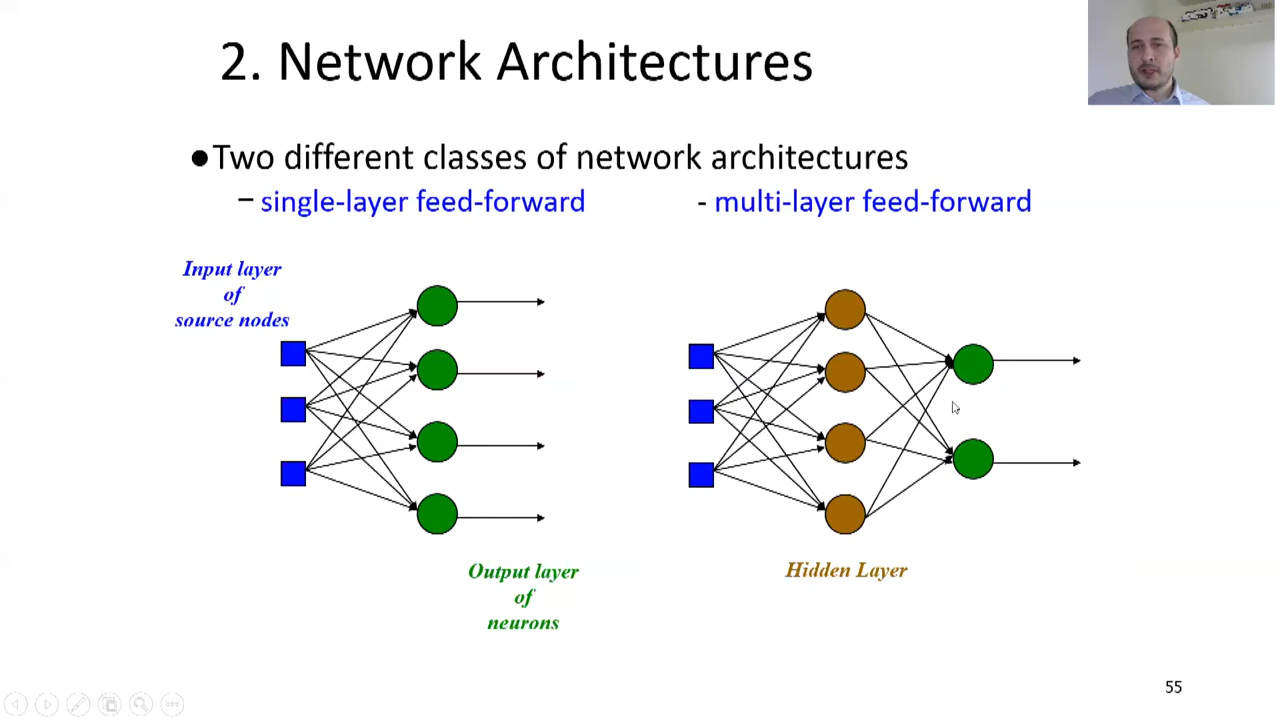 2. Network Architectures
●Two different classes of network architectures
– single-layer feed-forward - multi-layer feed-forward
Input layer
of
source nodes
Output layer
of
neurons
Hidden Layer
55